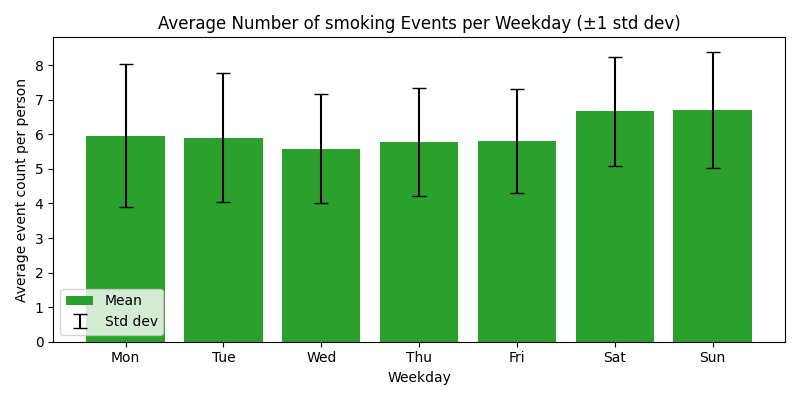 Average Number of smoking Events per Weekday (±1 std dev)
Average event count per person
8
7
6
5
4
3
2
1
0
Mean
Std dev
Mon Tue Wed Thu Fri Sat Sun
Weekday